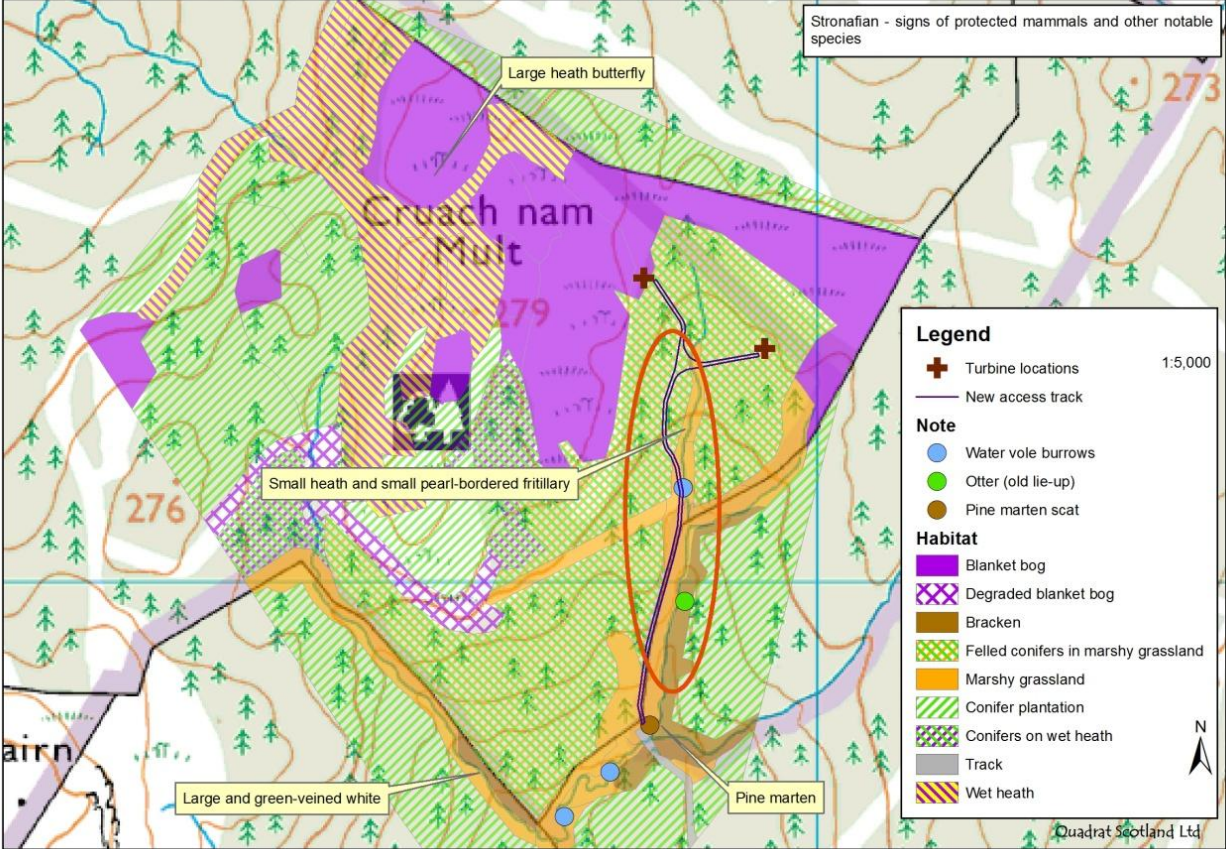 Stronafian - signs of protected mammals and other notable
species
273
Large heath butterfly
Cruach nam
Mult
279
Legend
Turbine locations
1:5,000
New access track
Note
Water vole burrows
Otter (old lie-up)
Pine marten scat
Habitat
Blanket bog
Degraded blanket bog
Bracken
Felled conifers in marshy grassland
Marshy grassland
Conifer plantation
Conifers on wet heath
Track
Wet heath
N
Small heath and small pearl-bordered fritillary
276
airn
Large and green-veined white
Pine marten
Quadrat Scotland Ltd